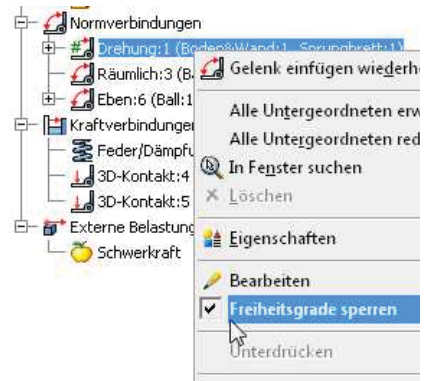 Normverbindungen
Drehung:1 (Boden&Wand:1, Sprungbrett:1)
Räumlich:3 (B
Eben:6 (Ball:1
Kraftverbindunge
Feder/Dämpfu
3D-Kontakt:4
3D-Kontakt:5
Externe Belastung
Schwerkraft
Gelenk einfügen wiederh
Alle Untergeordneten erw
Alle Untergeordneten red
In Fenster suchen
Löschen
Eigenschaften
Bearbeiten
Freiheitsgrade sperren
Unterdrücken